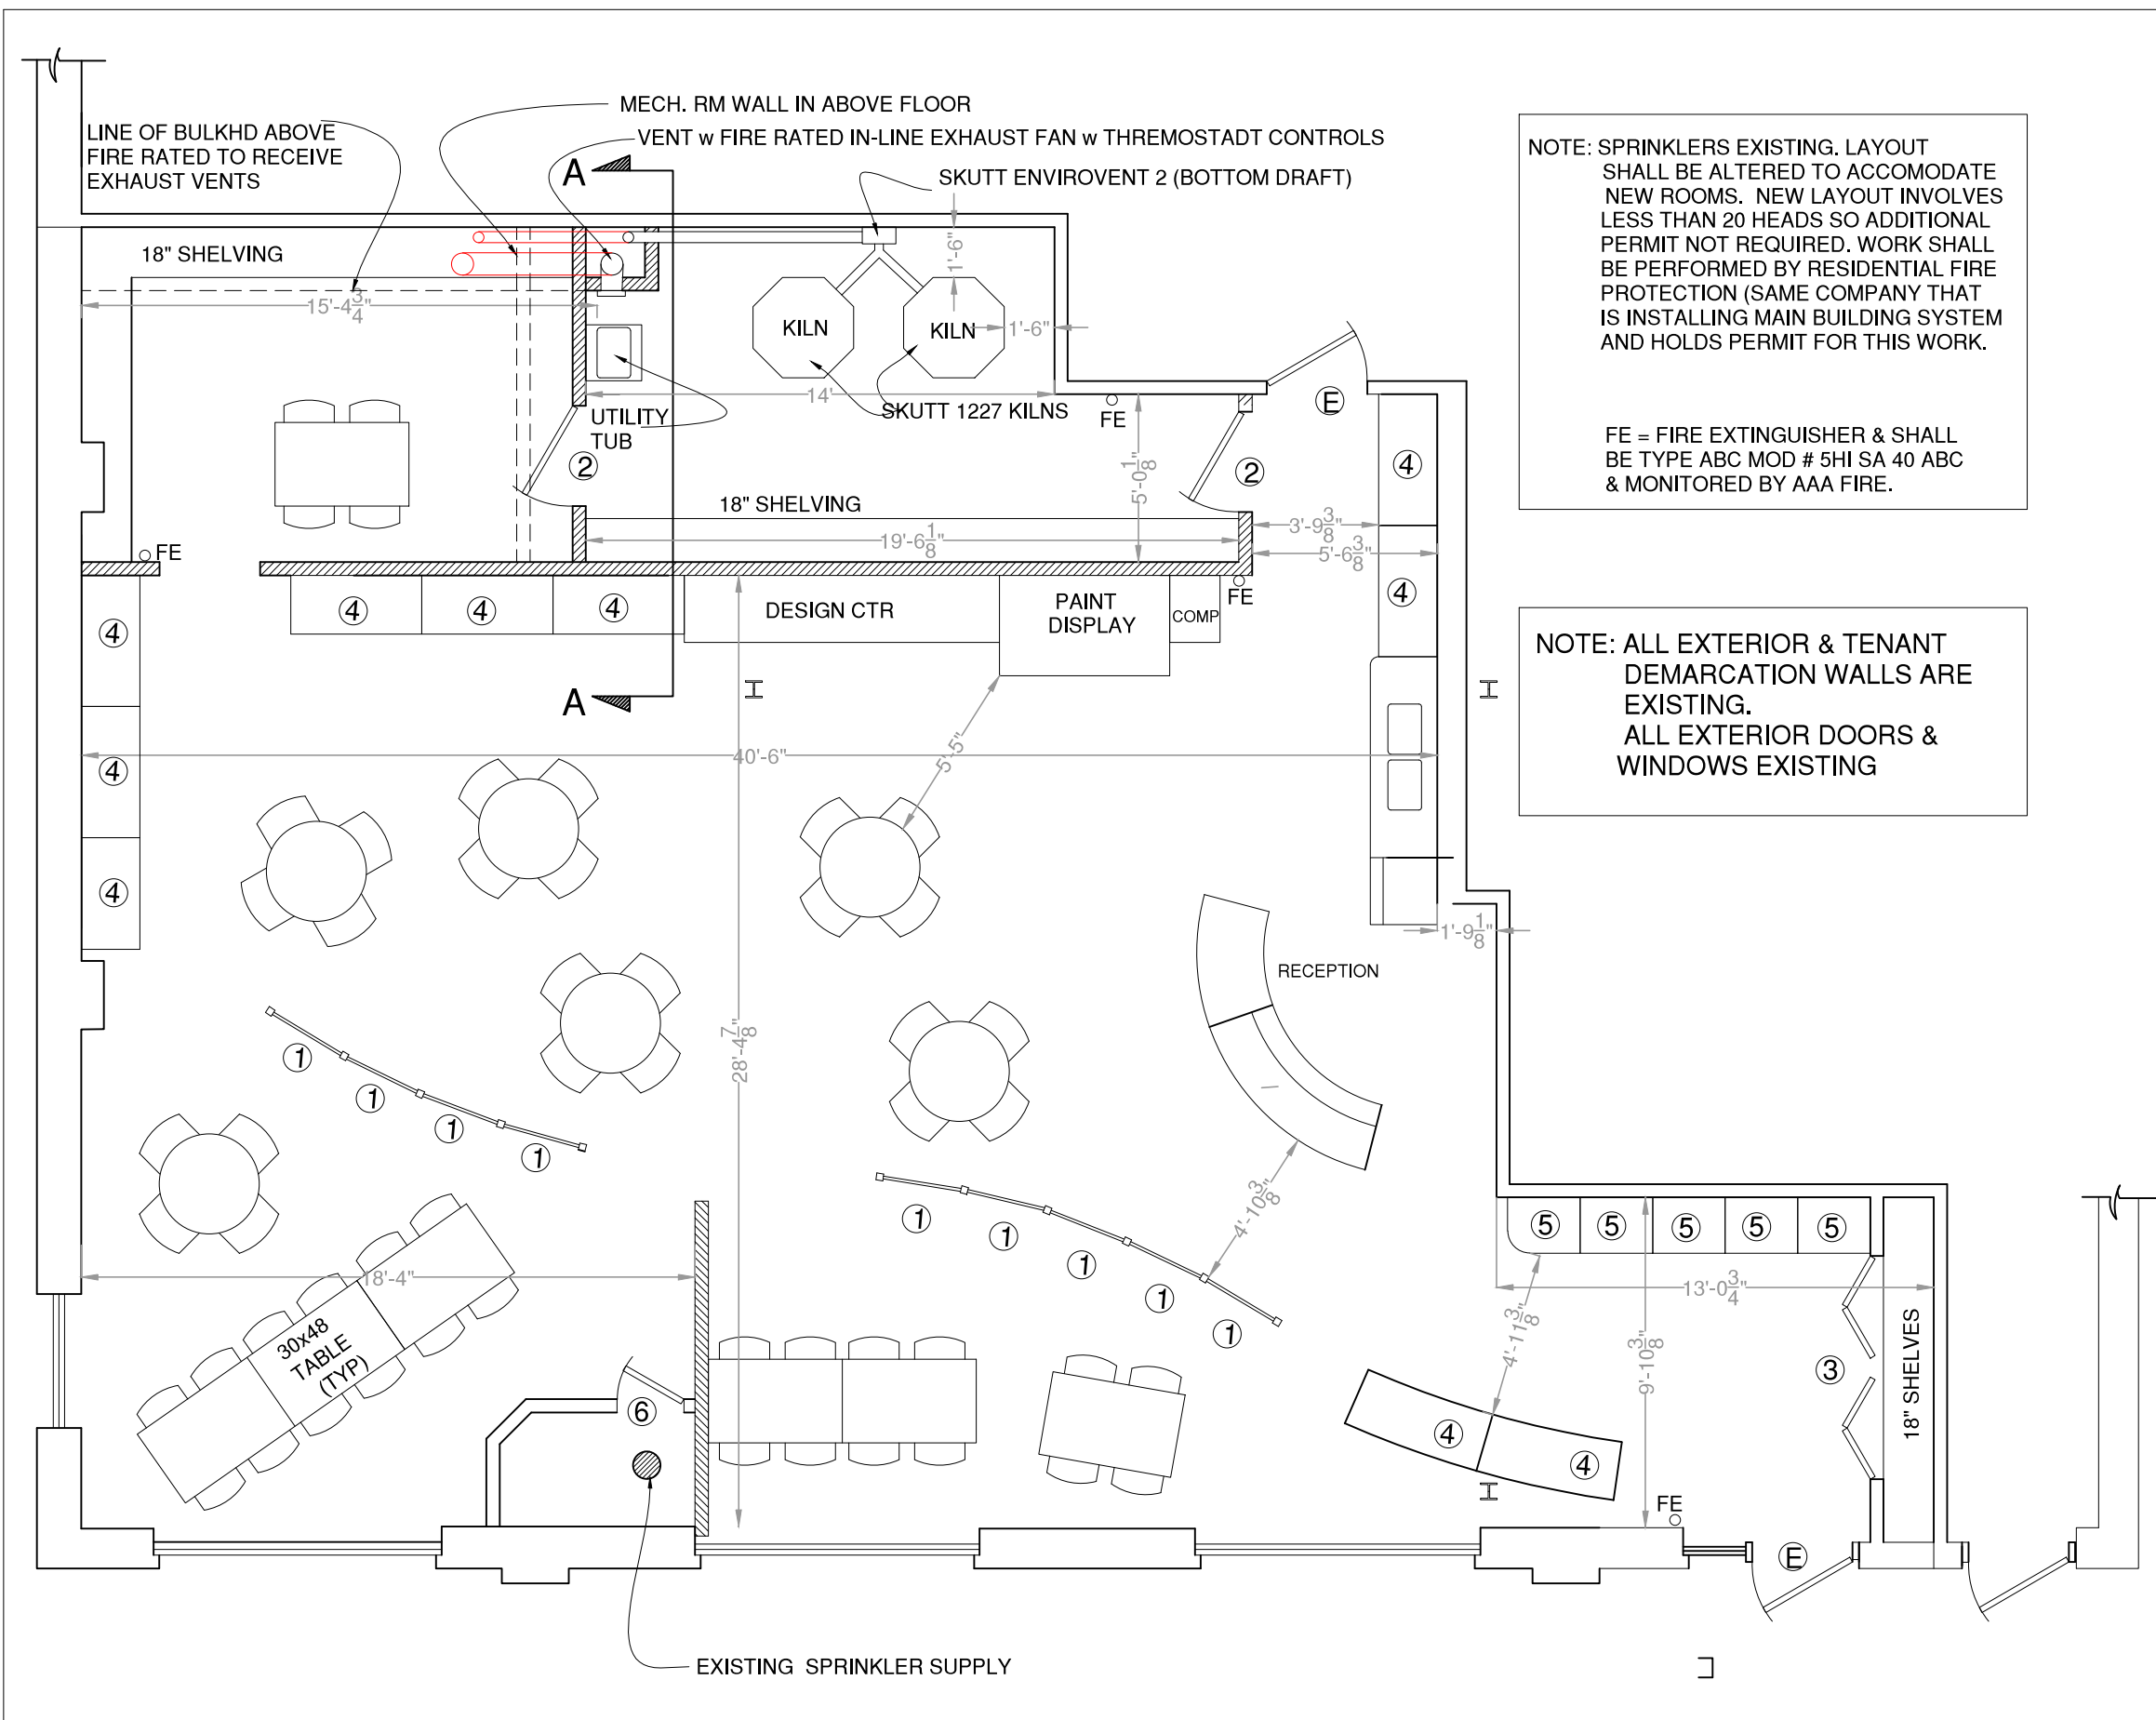 MECH. RM WALL IN ABOVE FLOOR
LINE OF BULKHD ABOVE
FIRE RATED TO RECEIVE
EXHAUST VENTS
VENT w FIRE RATED IN-LINE EXHAUST FAN w THREMOSTADT CONTROLS
A
SKUTT ENVIROVENT 2 (BOTTOM DRAFT)
NOTE: SPRINKLERS EXISTING. LAYOUT
SHALL BE ALTERED TO ACCOMODATE
NEW ROOMS. NEW LAYOUT INVOLVES
LESS THAN 20 HEADS SO ADDITIONAL
PERMIT NOT REQUIRED. WORK SHALL
BE PERFORMED BY RESIDENTIAL FIRE
PROTECTION (SAME COMPANY THAT
IS INSTALLING MAIN BUILDING SYSTEM
AND HOLDS PERMIT FOR THIS WORK.
FE = FIRE EXTINGUISHER & SHALL
BE TYPE ABC MOD # 5HI SA 40 ABC
& MONITORED BY AAA FIRE.
18" SHELVING
1'-6"
15'-4 3/4"
KILN
KILN
1'-6"
14'
SKUTT 1227 KILNS
UTILITY
TUB
FE
E
2
2
4
5'-0 1/8"
18" SHELVING
3'-9 3/8"
19'-6 1/8"
5'-6 3/8"
FE
FE
4
4
4
4
4
DESIGN CTR
PAINT
DISPLAY
COMP
NOTE: ALL EXTERIOR & TENANT
DEMARCATION WALLS ARE
EXISTING.
ALL EXTERIOR DOORS &
WINDOWS EXISTING
A
40'-6"
5'-5"
4
4
1'-9 1/8"
RECEPTION
28'-4 7/8"
1
1
1
1
4'-10 3/8"
1
1
1
1
1
5
5
5
5
5
18'-4"
13'-0 3/4"
4'-11 3/8"
9'-10 3/8"
18" SHELVES
30x48
TABLE
(TYP)
3
6
4
4
FE
E
EXISTING SPRINKLER SUPPLY